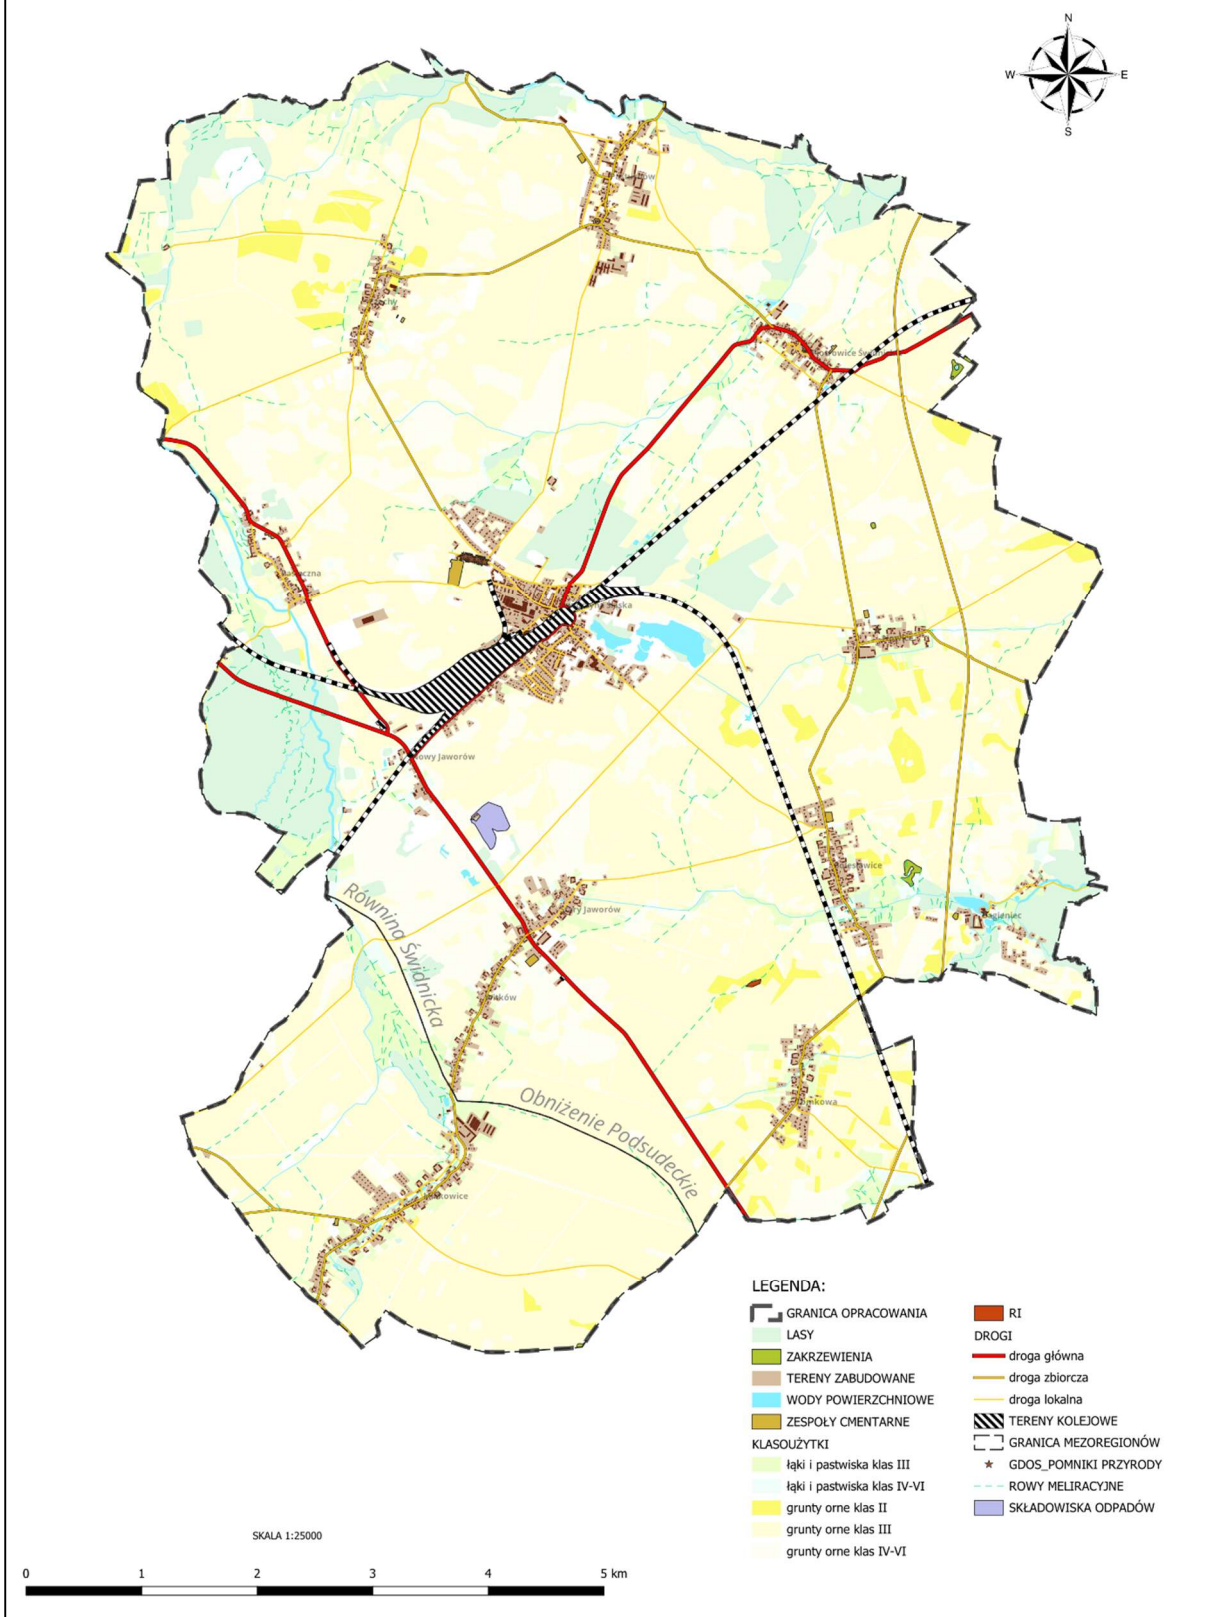 N
W
E
S
Nowy Jaworów
Równina Świdnicka
Obniżenie Podsudeckie
LEGENDA:
GRANICA OPRACOWANIA
LASY
ZAKRZEWIENIA
TERENY ZABUDOWANE
WODY POWIERZCHNIOWE
ZESPOŁY CMENTARNE
KLASOUŻYTKI
łąki i pastwiska klas III
łąki i pastwiska klas IV-VI
grunty orne klas II
grunty orne klas III
grunty orne klas IV-VI
RI
DROGI
droga główna
droga zbiorcza
droga lokalna
TERENY KOLEJOWE
GRANICA MEZOREGIONÓW
GDOS_POMNIKI PRZYRODY
ROWY MELIRACYJNE
SKŁADOWISKA ODPADÓW
SKALA 1:25000
0 1 2 3 4 5 km